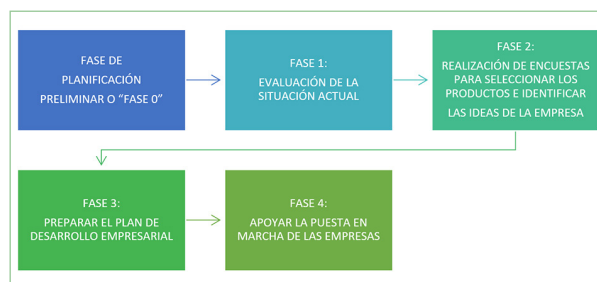 FASE DE
PLANIFICACIÓN
PRELIMINAR O “FASE 0”
FASE 1:
EVALUACIÓN DE LA
SITUACIÓN ACTUAL
FASE 2:
REALIZACIÓN DE ENCUESTAS
PARA SELECCIONAR LOS
PRODUCTOS E IDENTIFICAR
LAS IDEAS DE LA EMPRESA
FASE 3:
PREPARAR EL PLAN DE
DESARROLLO EMPRESARIAL
FASE 4:
APOYAR LA PUESTA EN
MARCHA DE LAS EMPRESAS